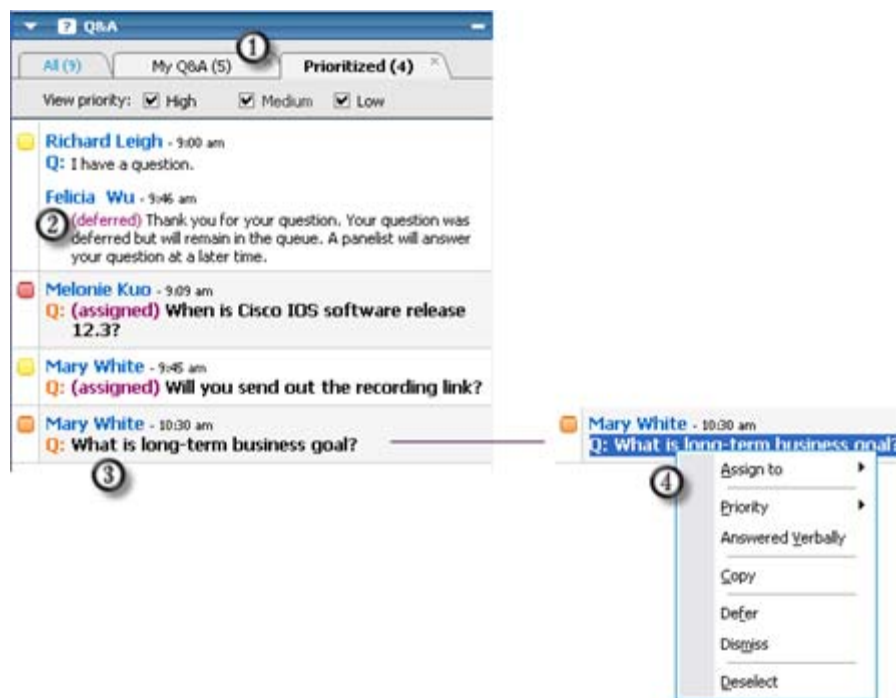 ? Q&A
1
All (9) My Q&A (5) Prioritized (4) ×
View priority: High Medium Low
Richard Leigh - 9:00 am
Q: I have a question.
Felicia Wu - 9:46 am
2
(deferred) Thank you for your question. Your question was
deferred but will remain in the queue. A panelist will answer
your question at a later time.
Melonie Kuo - 9:09 am
Q: (assigned) When is Cisco IOS software release
12.3?
Mary White - 9:45 am
Q: (assigned) Will you send out the recording link?
Mary White - 10:30 am
Q: What is long-term business goal?
3
Mary White - 10:30 am
Q: What is long-term business goal?
4
Assign to
Priority
Answered Verbally
Copy
Defer
Dismiss
Deselect